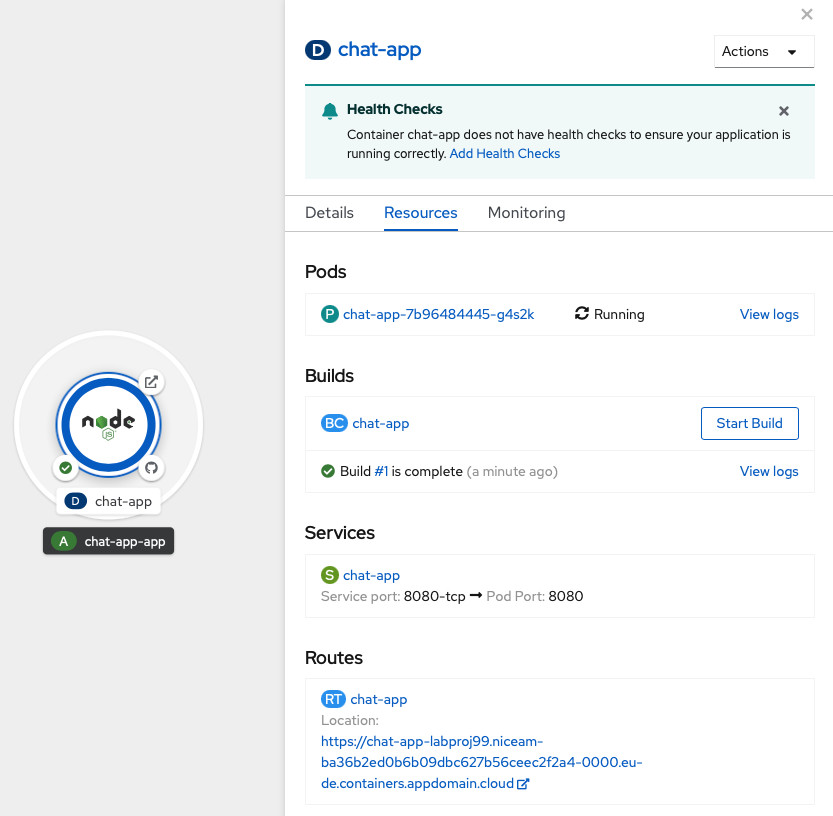 D chat-app
Actions
Health Checks
Container chat-app does not have health checks to ensure your application is
running correctly. Add Health Checks
Details Resources Monitoring
Pods
P chat-app-7b96484445-g4s2k Running View logs
Builds
BC chat-app Start Build
Build #1 is complete (a minute ago) View logs
Services
S chat-app
Service port: 8080-tcp → Pod Port: 8080
Routes
RT chat-app
Location:
https://chat-app-labproj99.niceam-
ba36b2ed0b6b09dbc627b56ceec2f2a4-0000.eu-
de.containers.appdomain.cloud
node
JS
D chat-app
A chat-app-app